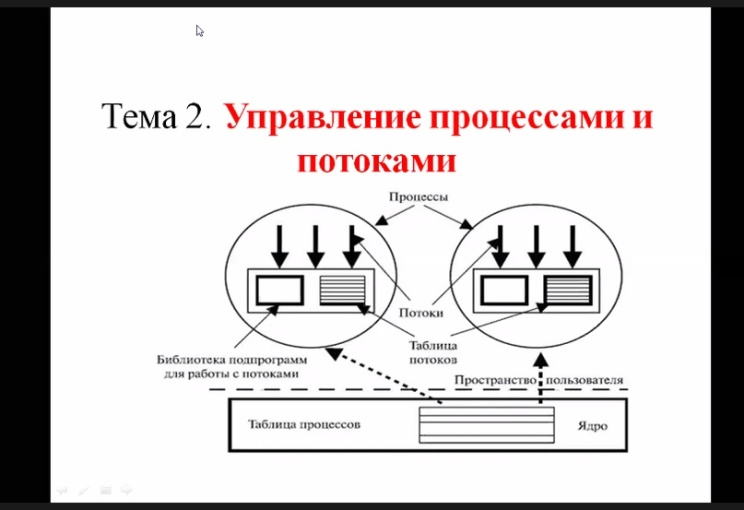 Тема 2. Управление процессами и
потоками
Процессы
Потоки
Таблица
потоков
Библиотека подпрограмм
для работы с потоками
Пространство пользователя
Таблица процессов
Ядро